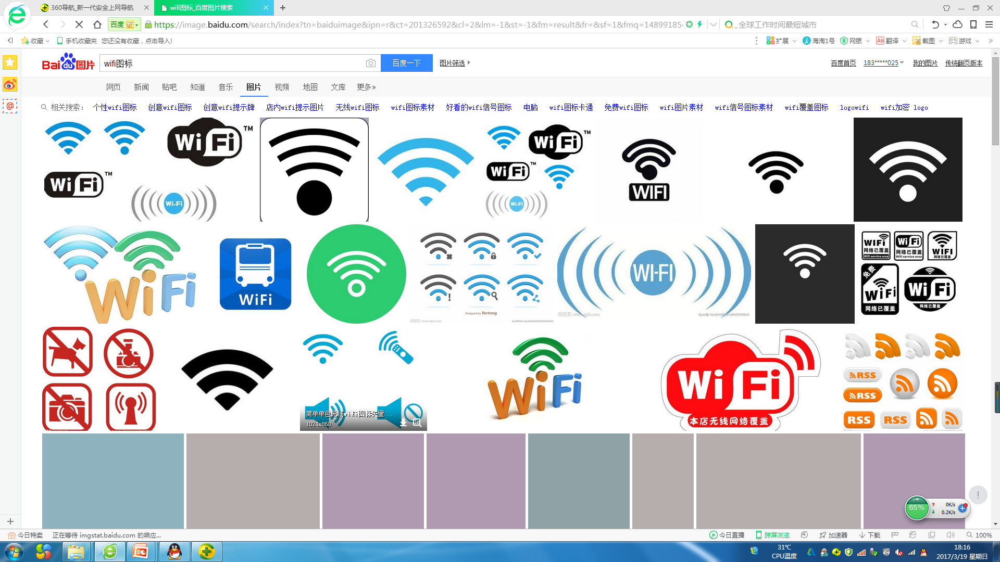 360导航_新一代安全上网导航
wifi图标_百度图片搜索
百度 证
https://image.baidu.com/search/index?tn=baiduimage&ipn=r&ct=201326592&cl=2&lm=-1&st=-1&fm=result&fr=&sf=1&fmq=14899185
全球工作时间最短城市
收藏
手机收藏夹
您还没有收藏，点击导入!
扩展
海淘1号
网银
翻译
截图
游戏
Bai du 图片
wifi图标
百度一下
图片筛选
百度首页
183*****025
我的图片
传统翻页版本
网页
新闻
贴吧
知道
音乐
图片
视频
地图
文库
更多»
相关搜索：
个性wifi图标
创意wifi图标
创意wifi提示牌
店内wifi提示图片
无线wifi图标
wifi图标素材
好看的wifi信号图标
电脑
wifi图标卡通
免费wifi图标
wifi图片素材
wifi信号图标素材
wifi覆盖图标
logowifi
wifi加密 logo
WiFi TM
WiFi TM
Wi-Fi
WiFi TM
WiFi TM
Wi-Fi
WIFI
WiFi
WiFi
Designed by Vecteezy
WI-FI
WIFI
网络已覆盖
Wifi service area
WiFi
网络已覆盖
Wifi service area
WIFI
网络已覆盖
免费
WiFi
网络已覆盖
WiFi
网络已覆盖
简单单色无线wifi图标矢量...
1024x860
WiFi
WiFi
本店无线网络覆盖
RSS
RSS
RSS
RSS
65%
0K/s
0.2K/s
今日特卖
正在等待 imgstat.baidu.com 的响应...
今日直播
跨屏浏览
加速器
下载
100%
31℃
CPU温度
18:16
2017/3/19 星期日